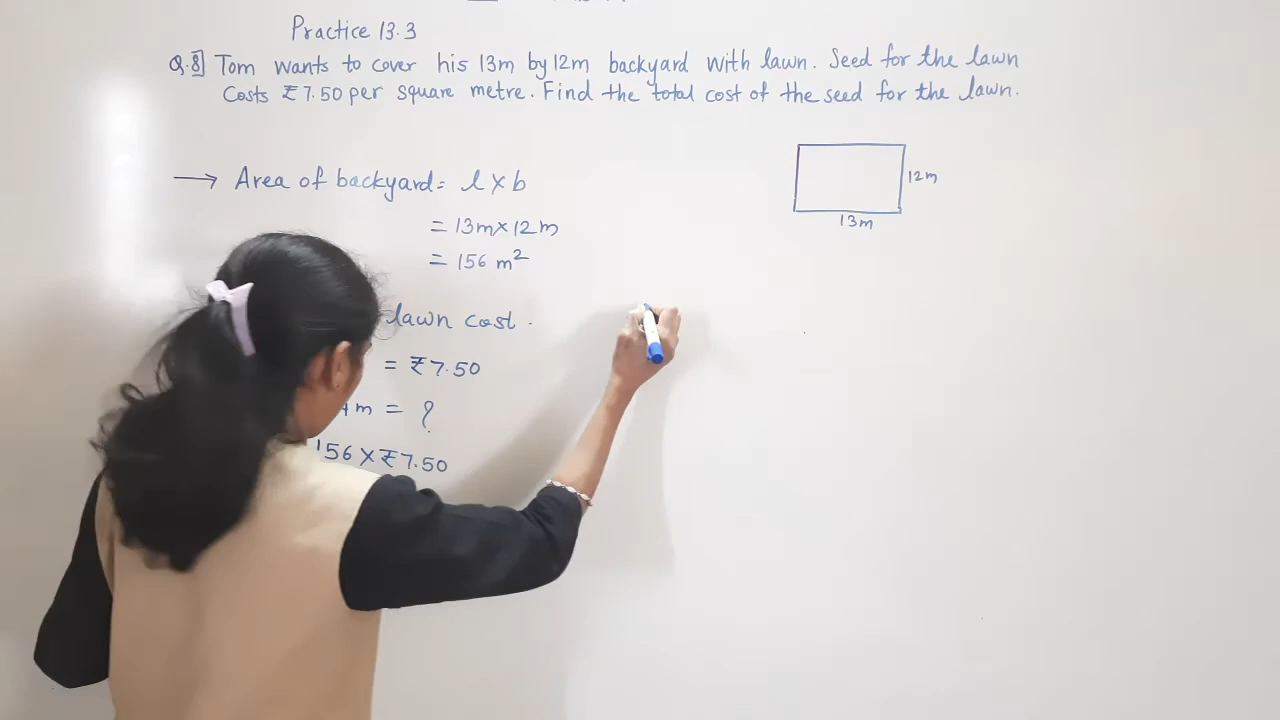 Practice 13.3
Q.8] Tom wants to cover his 13m by 12m backyard with lawn. Seed for the lawn
costs ₹7.50 per square metre. Find the total cost of the seed for the lawn.
→ Area of backyard = l × b
= 13m × 12m
= 156 m²
lawn cost.
= ₹7.50
m = ?
156 × ₹7.50
12m
13m